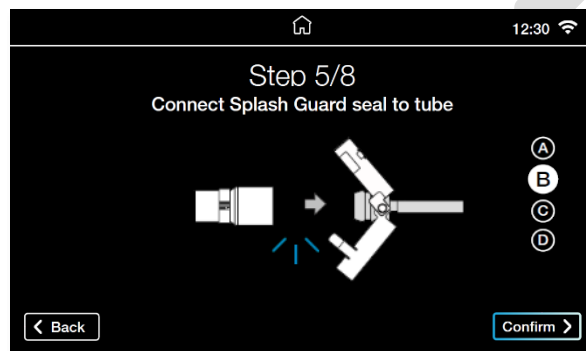 12:30
Step 5/8
Connect Splash Guard seal to tube
A
B
C
D
Back
Confirm